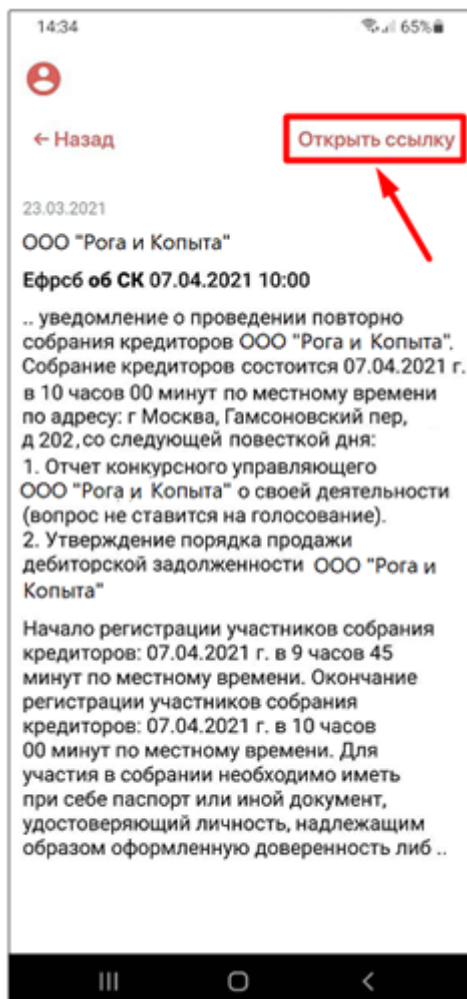 14:34 65%
← Назад Открыть ссылку
23.03.2021
ООО "Рога и Копыта"
Ефрсб об СК 07.04.2021 10:00
.. уведомление о проведении повторно
собрания кредиторов ООО "Рога и Копыта".
Собрание кредиторов состоится 07.04.2021 г.
в 10 часов 00 минут по местному времени
по адресу: г Москва, Гамсоновский пер,
д 202,со следующей повесткой дня:
1. Отчет конкурсного управляющего
ООО "Рога и Копыта" о своей деятельности
(вопрос не ставится на голосование).
2. Утверждение порядка продажи
дебиторской задолженности ООО "Рога и
Копыта"
Начало регистрации участников собрания
кредиторов: 07.04.2021 г. в 9 часов 45
минут по местному времени. Окончание
регистрации участников собрания
кредиторов: 07.04.2021 г. в 10 часов
00 минут по местному времени. Для
участия в собрании необходимо иметь
при себе паспорт или иной документ,
удостоверяющий личность, надлежащим
образом оформленную доверенность либ ..